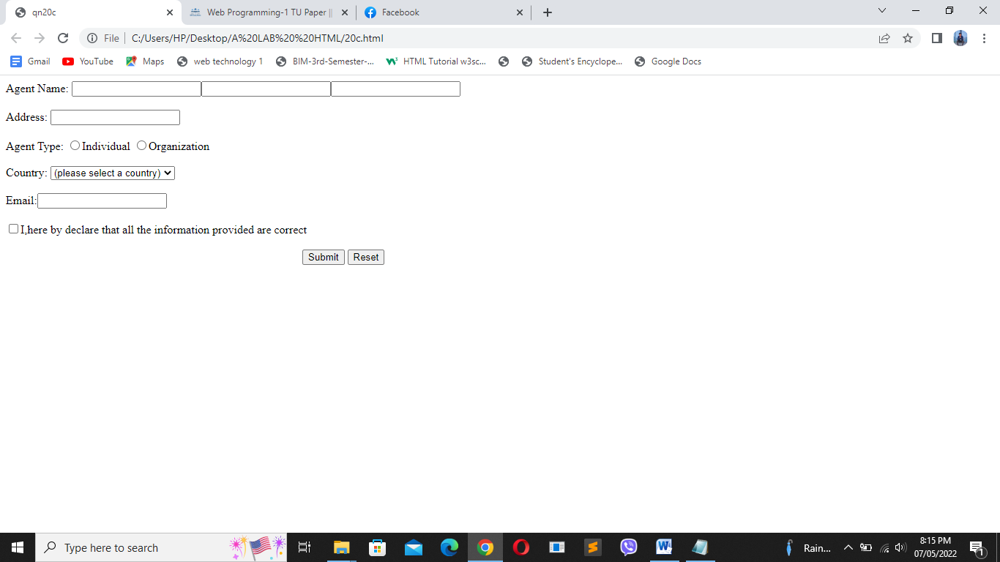 qn20c
Web Programming-1 TU Paper ||
Facebook
File
C:/Users/HP/Desktop/A%20LAB%20%20HTML/20c.html
Gmail
YouTube
Maps
web technology 1
BIM-3rd-Semester-...
HTML Tutorial w3sc...
Student's Encyclope...
Google Docs
Agent Name:
Address:
Agent Type: Individual Organization
Country: (please select a country)
Email:
I,here by declare that all the information provided are correct
Submit Reset
Type here to search
Rain...
8:15 PM
07/05/2022
1